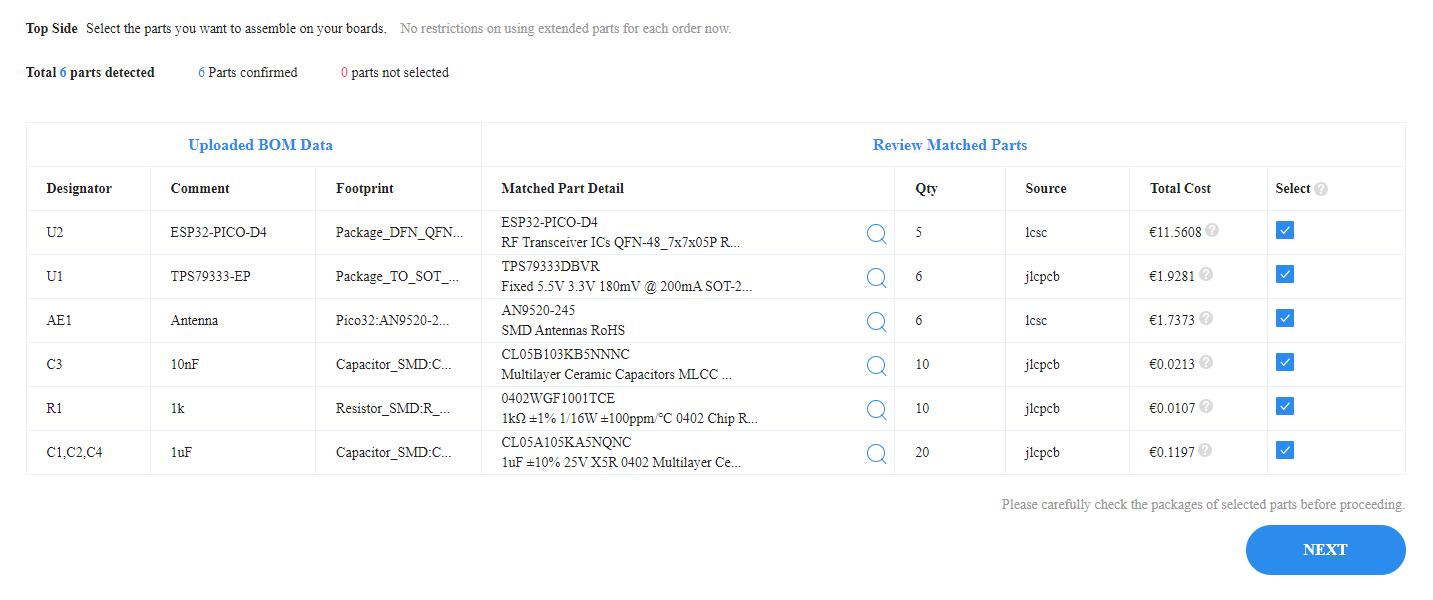 Top Side Select the parts you want to assemble on your boards. No restrictions on using extended parts for each order now.
Total 6 parts detected 6 Parts confirmed 0 parts not selected
Uploaded BOM Data Review Matched Parts
Designator Comment Footprint Matched Part Detail Qty Source Total Cost Select ?
U2 ESP32-PICO-D4 Package_DFN_QFN... ESP32-PICO-D4 5 lcsc €11.5608 ?
RF Transceiver ICs QFN-48_7x7x05P R...
U1 TPS79333-EP Package_TO_SOT_... TPS79333DBVR 6 jlcpcb €1.9281 ?
Fixed 5.5V 3.3V 180mV @ 200mA SOT-2...
AE1 Antenna Pico32:AN9520-2... AN9520-245 6 lcsc €1.7373 ?
SMD Antennas RoHS
C3 10nF Capacitor_SMD:C... CL05B103KB5NNNC 10 jlcpcb €0.0213 ?
Multilayer Ceramic Capacitors MLCC ...
R1 1k Resistor_SMD:R_... 0402WGF1001TCE 10 jlcpcb €0.0107 ?
1kΩ ±1% 1/16W ±100ppm/℃ 0402 Chip R...
C1,C2,C4 1uF Capacitor_SMD:C... CL05A105KA5NQNC 20 jlcpcb €0.1197 ?
1uF ±10% 25V X5R 0402 Multilayer Ce...
Please carefully check the packages of selected parts before proceeding.
NEXT